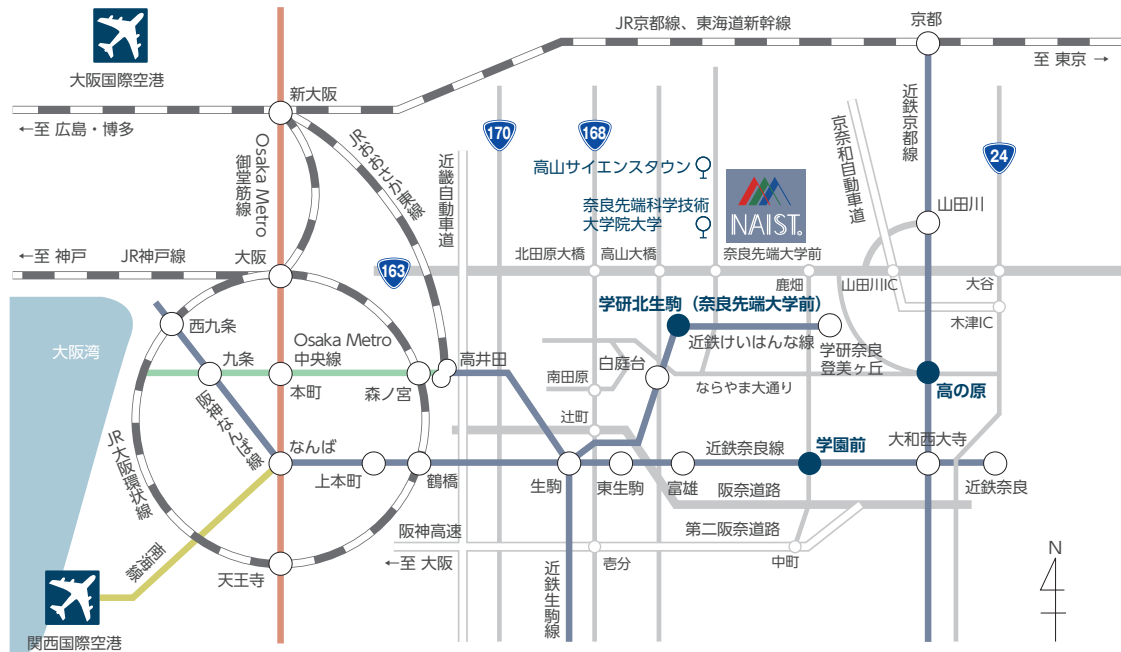 JR京都線、東海道新幹線
京都
至 東京 →
大阪国際空港
新大阪
←至 広島・博多
Osaka Metro
御堂筋線
JRおおさか東線
近畿自動車道
170
168
高山サイエンスタウン
奈良先端科学技術
大学院大学
NAIST®
近鉄京都線
京奈和自動車道
24
山田川
←至 神戸
JR神戸線
大阪
163
北田原大橋
高山大橋
奈良先端大学前
鹿畑
山田川IC
大谷
木津IC
大阪湾
西九条
九条
Osaka Metro
中央線
本町
森ノ宮
高井田
学研北生駒（奈良先端大学前）
近鉄けいはんな線
学研奈良
登美ヶ丘
白庭台
南田原
ならやま大通り
高の原
辻町
阪神なんば線
JR大阪環状線
なんば
上本町
鶴橋
生駒
東生駒
富雄
近鉄奈良線
学園前
大和西大寺
近鉄奈良
阪奈道路
南海線
天王寺
阪神高速
←至 大阪
第二阪奈道路
壱分
中町
近鉄生駒線
関西国際空港
N